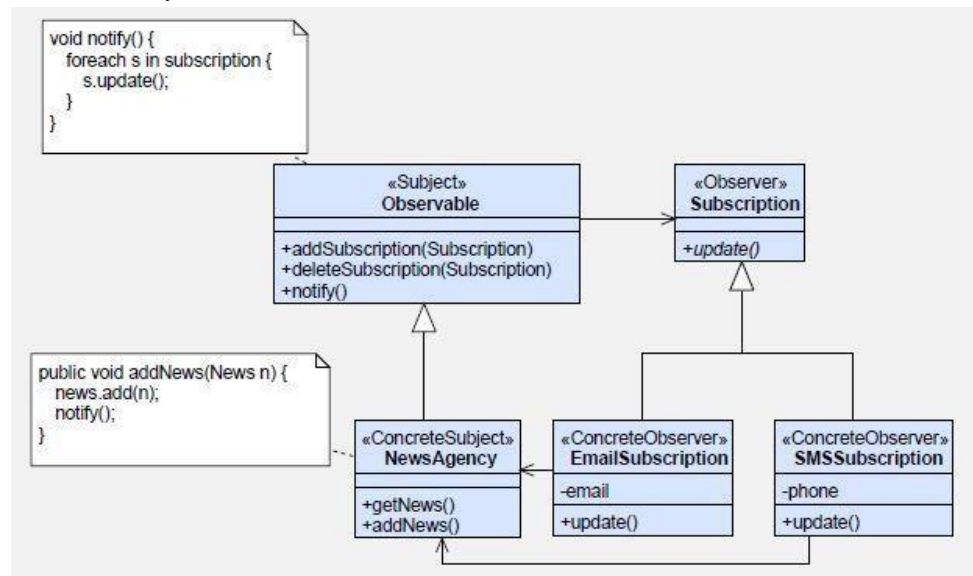 void notify() {
foreach s in subscription {
s.update();
}
}
«Subject»
Observable
+addSubscription(Subscription)
+deleteSubscription(Subscription)
+notify()
«Observer»
Subscription
+update()
public void addNews(News n) {
news.add(n);
notify();
}
«ConcreteSubject»
NewsAgency
+getNews()
+addNews()
«ConcreteObserver»
EmailSubscription
-email
+update()
«ConcreteObserver»
SMSSubscription
-phone
+update()